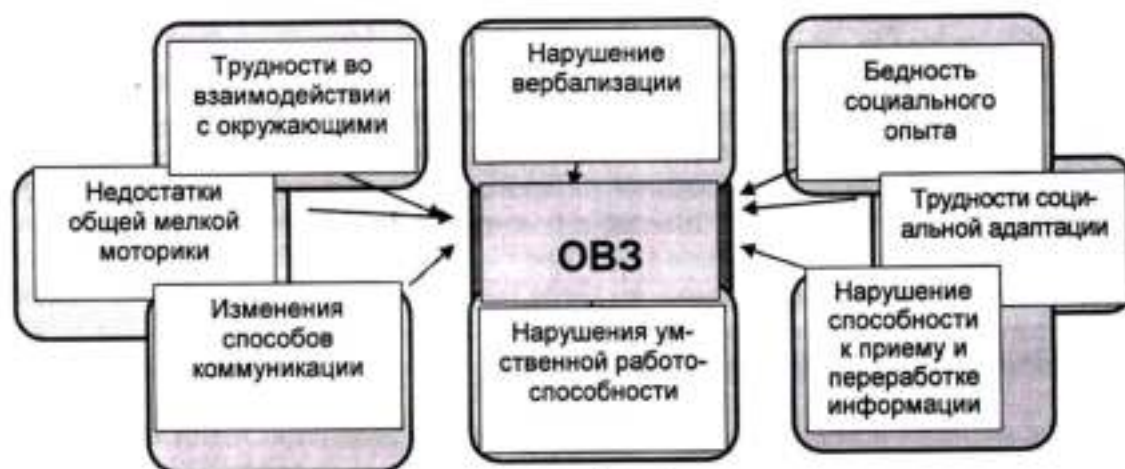 Трудности во
взаимодействии
с окружающими
Недостатки
общей мелкой
моторики
Изменения
способов
коммуникации
Нарушение
вербализации
ОВЗ
Нарушения ум-
ственной работо-
способности
Бедность
социального
опыта
Трудности соци-
альной адаптации
Нарушение
способности
к приему и
переработке
информации